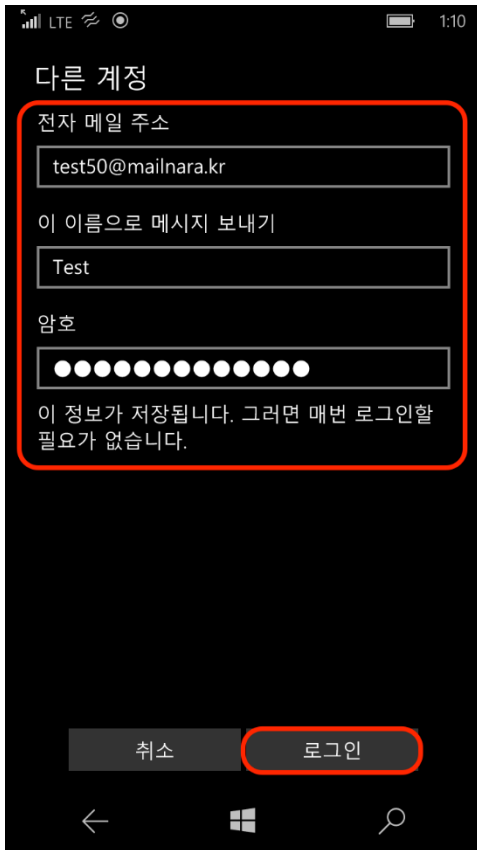 LTE 1:10
다른 계정
전자 메일 주소
test50@mailnara.kr
이 이름으로 메시지 보내기
Test
암호
●●●●●●●●●●●●●
이 정보가 저장됩니다. 그러면 매번 로그인할
필요가 없습니다.
취소 로그인